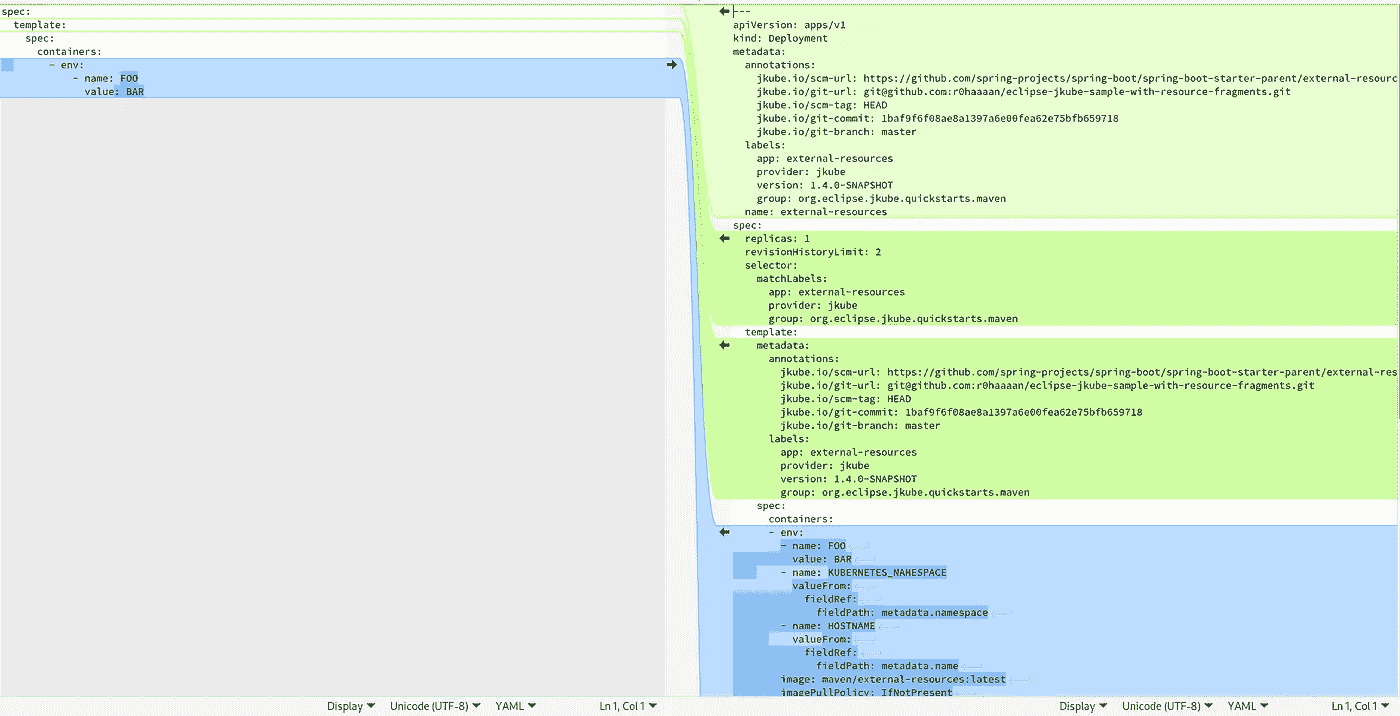 spec:
  template:
    spec:
      containers:
        - env:
            - name: FOO
              value: BAR
---
apiVersion: apps/v1
kind: Deployment
metadata:
  annotations:
    jkube.io/scm-url: https://github.com/spring-projects/spring-boot/spring-boot-starter-parent/external-resourc
    jkube.io/git-url: git@github.com:r0haaaan/eclipse-jkube-sample-with-resource-fragments.git
    jkube.io/scm-tag: HEAD
    jkube.io/git-commit: 1baf9f6f08ae8a1397a6e00fea62e75bfb659718
    jkube.io/git-branch: master
  labels:
    app: external-resources
    provider: jkube
    version: 1.4.0-SNAPSHOT
    group: org.eclipse.jkube.quickstarts.maven
  name: external-resources
spec:
  replicas: 1
  revisionHistoryLimit: 2
  selector:
    matchLabels:
      app: external-resources
      provider: jkube
      group: org.eclipse.jkube.quickstarts.maven
  template:
    metadata:
      annotations:
        jkube.io/scm-url: https://github.com/spring-projects/spring-boot/spring-boot-starter-parent/external-res
        jkube.io/git-url: git@github.com:r0haaaan/eclipse-jkube-sample-with-resource-fragments.git
        jkube.io/scm-tag: HEAD
        jkube.io/git-commit: 1baf9f6f08ae8a1397a6e00fea62e75bfb659718
        jkube.io/git-branch: master
      labels:
        app: external-resources
        provider: jkube
        version: 1.4.0-SNAPSHOT
        group: org.eclipse.jkube.quickstarts.maven
    spec:
      containers:
      - env:
        - name: FOO
          value: BAR
        - name: KUBERNETES_NAMESPACE
          valueFrom:
            fieldRef:
              fieldPath: metadata.namespace
        - name: HOSTNAME
          valueFrom:
            fieldRef:
              fieldPath: metadata.name
        image: maven/external-resources:latest
        imagePullPolicy: IfNotPresent
Display Unicode (UTF-8) YAML Ln 1, Col 1
Display Unicode (UTF-8) YAML Ln 1, Col 1